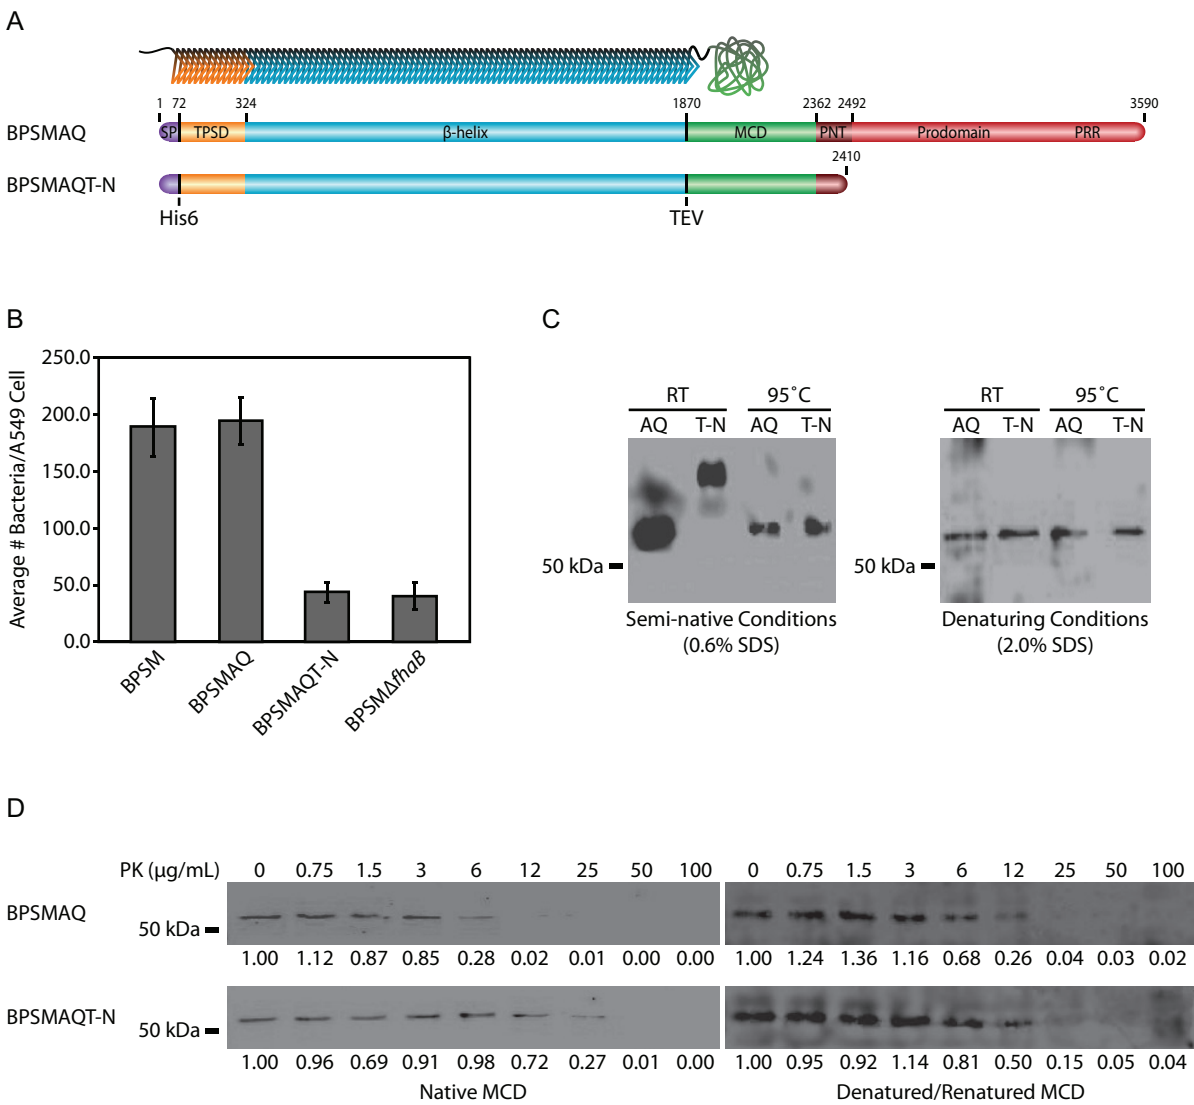 A
1 72 324 1870 2362 2492 3590
BPSMAQ SP TPSD β-helix MCD PNT Prodomain PRR
2410
BPSMAQT-N
His6 TEV
B
Average # Bacteria/A549 Cell
250.0
200.0
150.0
100.0
50.0
0.0
BPSM
BPSMAQ
BPSMAQT-N
BPSMΔfhaB
C
RT 95˚C
AQ T-N AQ T-N
50 kDa
Semi-native Conditions
(0.6% SDS)
RT 95˚C
AQ T-N AQ T-N
50 kDa
Denaturing Conditions
(2.0% SDS)
D
PK (µg/mL) 0 0.75 1.5 3 6 12 25 50 100 0 0.75 1.5 3 6 12 25 50 100
BPSMAQ
50 kDa
1.00 1.12 0.87 0.85 0.28 0.02 0.01 0.00 0.00 1.00 1.24 1.36 1.16 0.68 0.26 0.04 0.03 0.02
BPSMAQT-N
50 kDa
1.00 0.96 0.69 0.91 0.98 0.72 0.27 0.01 0.00 1.00 0.95 0.92 1.14 0.81 0.50 0.15 0.05 0.04
Native MCD Denatured/Renatured MCD